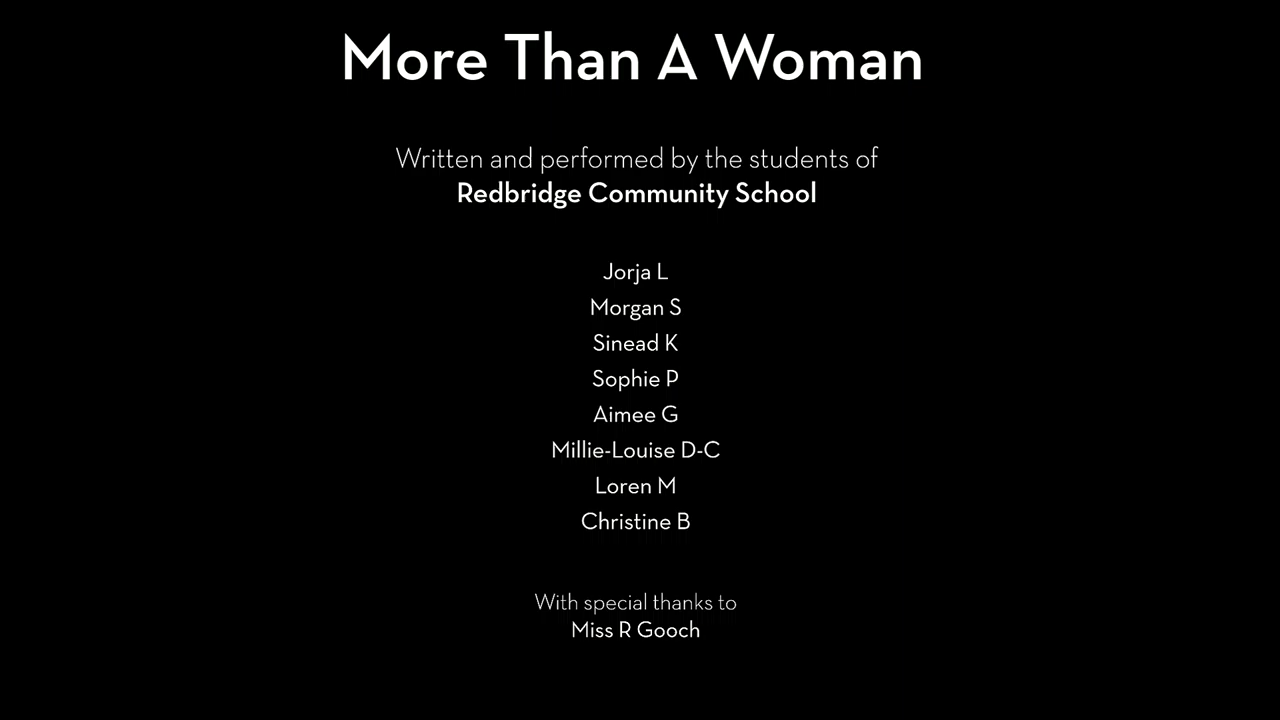 More Than A Woman
Written and performed by the students of
Redbridge Community School
Jorja L
Morgan S
Sinead K
Sophie P
Aimee G
Millie-Louise D-C
Loren M
Christine B
With special thanks to
Miss R Gooch